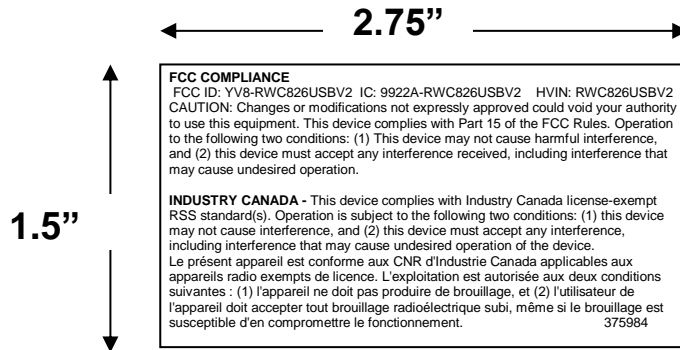 2.75”
1.5”
FCC COMPLIANCE
FCC ID: YV8-RWC826USBV2 IC: 9922A-RWC826USBV2 HVIN: RWC826USBV2
CAUTION: Changes or modifications not expressly approved could void your authority
to use this equipment. This device complies with Part 15 of the FCC Rules. Operation
to the following two conditions: (1) This device may not cause harmful interference,
and (2) this device must accept any interference received, including interference that
may cause undesired operation.
INDUSTRY CANADA - This device complies with Industry Canada license-exempt
RSS standard(s). Operation is subject to the following two conditions: (1) this device
may not cause interference, and (2) this device must accept any interference,
including interference that may cause undesired operation of the device.
Le présent appareil est conforme aux CNR d'Industrie Canada applicables aux
appareils radio exempts de licence. L'exploitation est autorisée aux deux conditions
suivantes : (1) l'appareil ne doit pas produire de brouillage, et (2) l'utilisateur de
l'appareil doit accepter tout brouillage radioélectrique subi, même si le brouillage est
susceptible d'en compromettre le fonctionnement. 375984